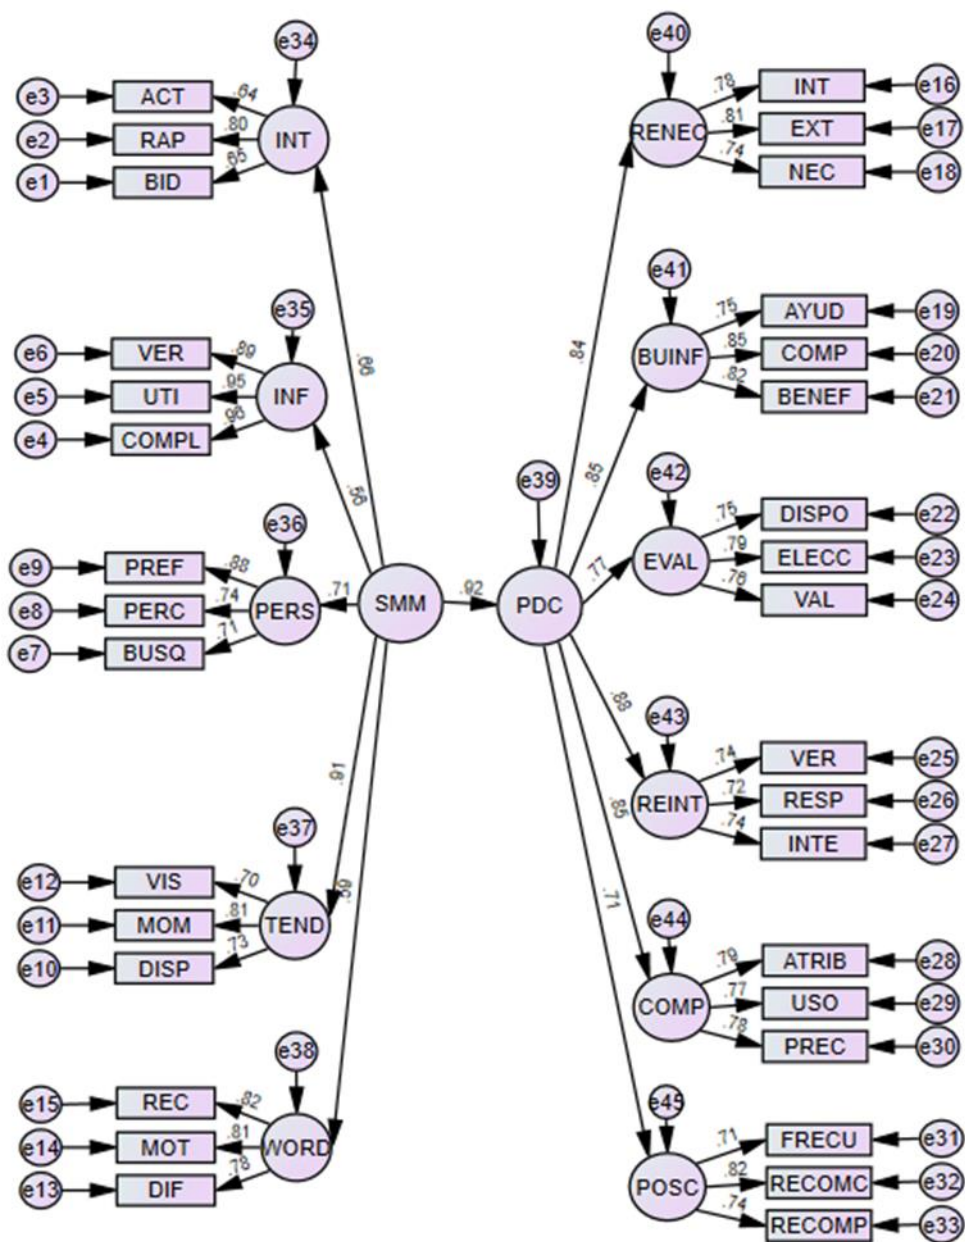 e34
e3 ACT .64
e2 RAP .80 INT
e1 BID .65
.66
e35
e6 VER .89
e5 UTI .95 INF
e4 COMPL
.56
e36
e9 PREF .88
e8 PERC .74 PERS .71 SMM .92 PDC
e7 BUSQ .71
e39
.91
e37
e12 VIS .70
e11 MOM .81 TEND
e10 DISP .73
e38
e15 REC .82
e14 MOT .81 WORD
e13 DIF .78
e40
.78 INT e16
RENEC .81 EXT e17
.74 NEC e18
.84
e41
.75 AYUD e19
BUINF .85 COMP e20
.82 BENEF e21
.85
e42
.75 DISPO e22
.77 EVAL .79 ELECC e23
.76 VAL e24
.88
e43
.74 VER e25
REINT .72 RESP e26
.74 INTE e27
.85
e44
.79 ATRIB e28
COMP .77 USO e29
.78 PREC e30
.71
e45
.71 FRECU e31
POSC .82 RECOMC e32
.74 RECOMP e33